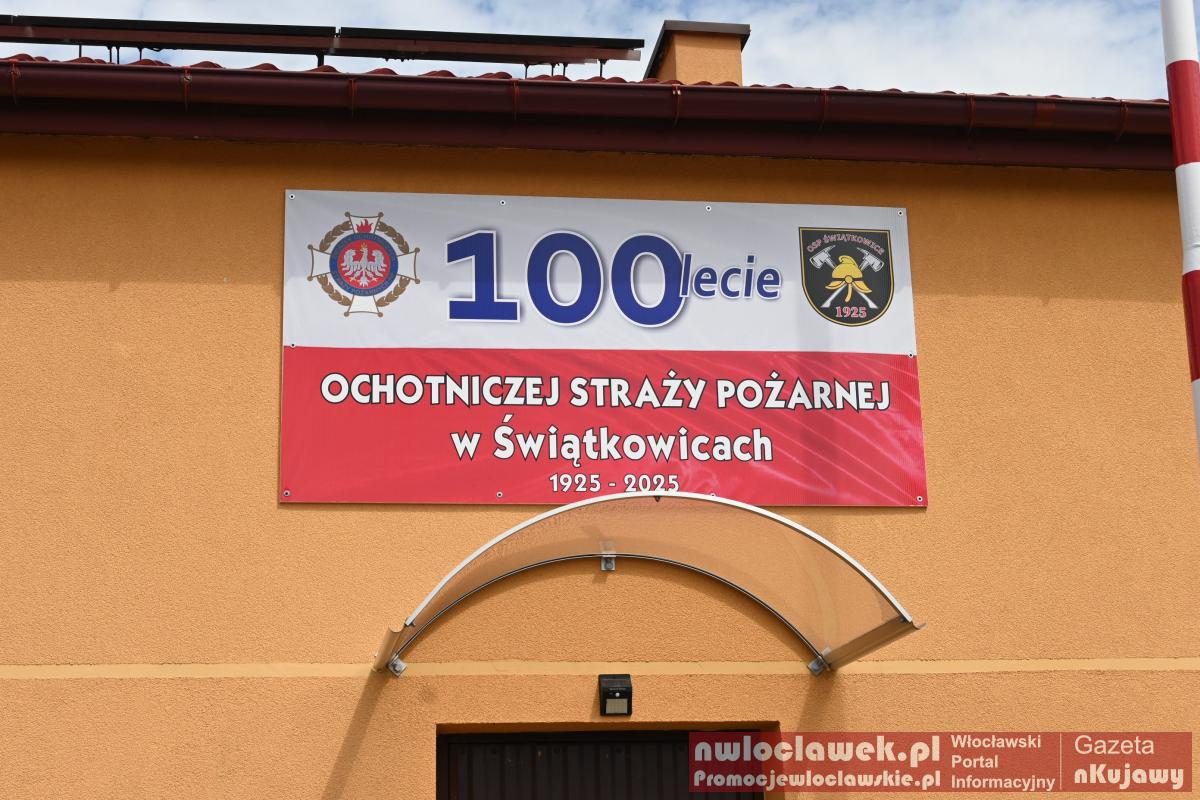 100lecie
OSP ŚWIĄTKOWICE
1925
OCHOTNICZEJ STRAŻY POŻARNEJ
w Świątkowicach
1925 - 2025
nwloclawek.pl
Promocjewloclawskie.pl
Włocławski
Portal
Informacyjny
Gazeta
nKujawy